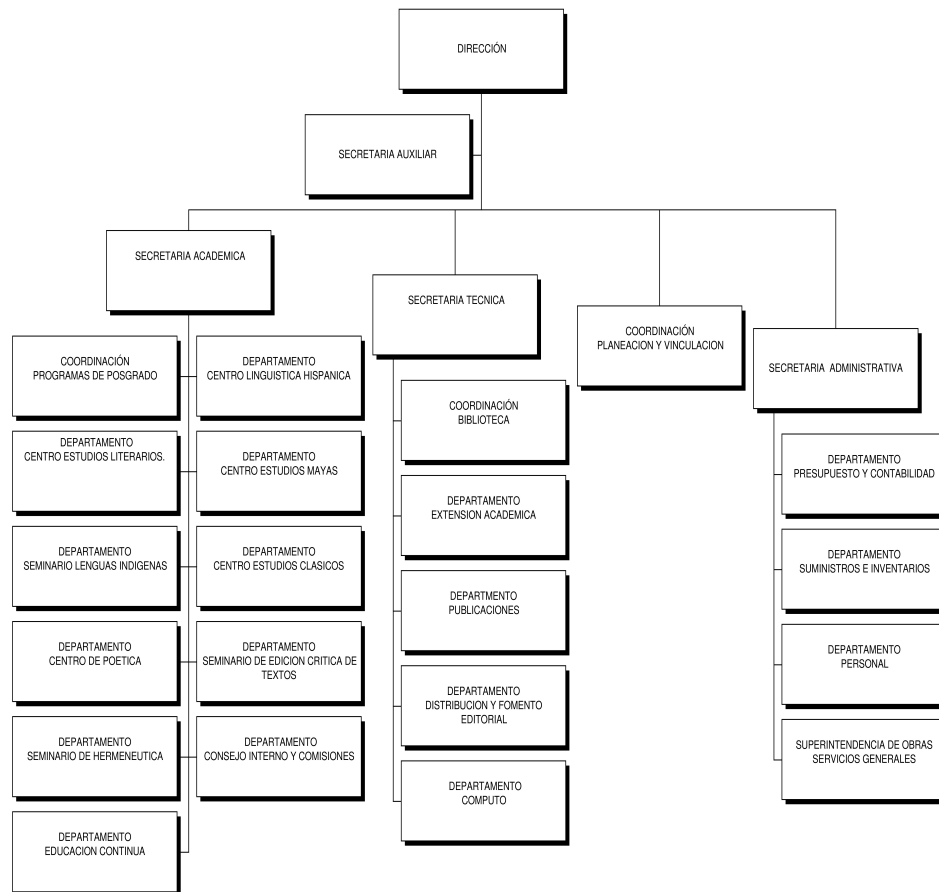 DIRECCIÓN
SECRETARIA AUXILIAR
SECRETARIA ACADEMICA
COORDINACIÓN
PROGRAMAS DE POSGRADO
DEPARTAMENTO
CENTRO LINGUISTICA HISPANICA
DEPARTAMENTO
CENTRO ESTUDIOS LITERARIOS.
DEPARTAMENTO
CENTRO ESTUDIOS MAYAS
DEPARTAMENTO
SEMINARIO LENGUAS INDIGENAS
DEPARTAMENTO
CENTRO ESTUDIOS CLASICOS
DEPARTAMENTO
CENTRO DE POETICA
DEPARTAMENTO
SEMINARIO DE EDICION CRITICA DE
TEXTOS
DEPARTAMENTO
SEMINARIO DE HERMENEUTICA
DEPARTAMENTO
CONSEJO INTERNO Y COMISIONES
DEPARTAMENTO
EDUCACION CONTINUA
SECRETARIA TECNICA
COORDINACIÓN
BIBLIOTECA
DEPARTAMENTO
EXTENSION ACADEMICA
DEPARTMENTO
PUBLICACIONES
DEPARTAMENTO
DISTRIBUCION Y FOMENTO
EDITORIAL
DEPARTAMENTO
COMPUTO
COORDINACIÓN
PLANEACION Y VINCULACION
SECRETARIA ADMINISTRATIVA
DEPARTAMENTO
PRESUPUESTO Y CONTABILIDAD
DEPARTAMENTO
SUMINISTROS E INVENTARIOS
DEPARTAMENTO
PERSONAL
SUPERINTENDENCIA DE OBRAS
SERVICIOS GENERALES